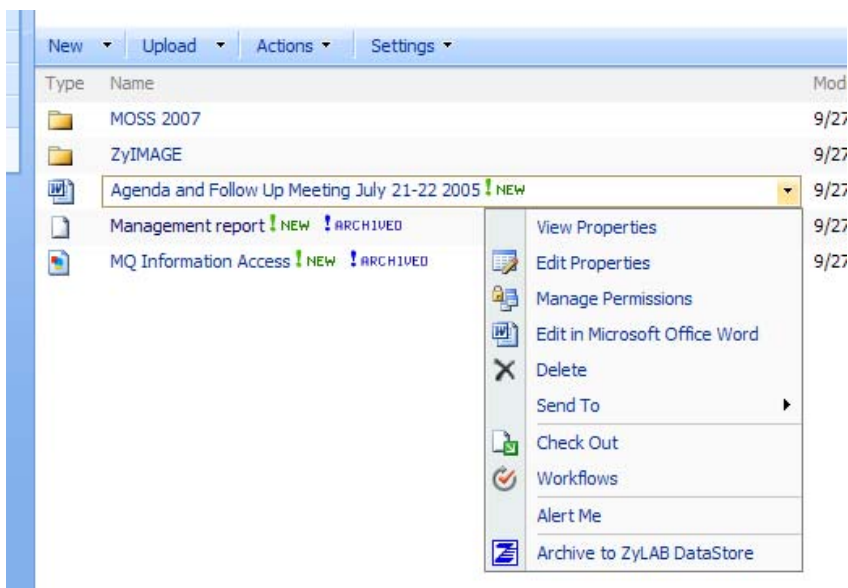 New Upload Actions Settings
Type Name Mod
MOSS 2007 9/27
ZyIMAGE 9/27
Agenda and Follow Up Meeting July 21-22 2005 ! NEW 9/27
Management report ! NEW ! ARCHIVED 9/27
MQ Information Access ! NEW ! ARCHIVED 9/27
View Properties
Edit Properties
Manage Permissions
Edit in Microsoft Office Word
Delete
Send To
Check Out
Workflows
Alert Me
Archive to ZyLAB DataStore